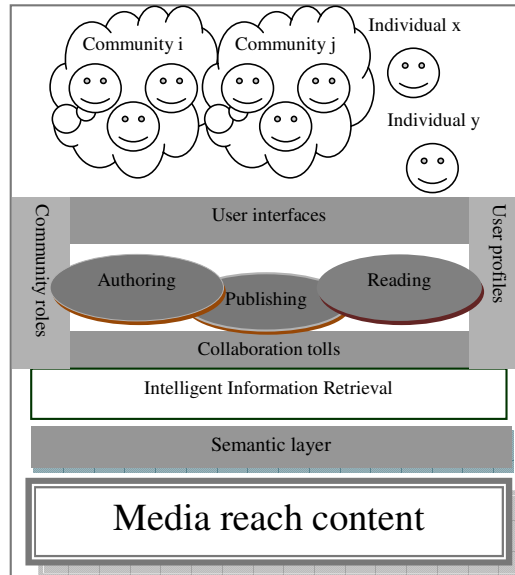 Individual x
Community i
Community j
Individual y
User interfaces
Community roles
User profiles
Authoring
Publishing
Reading
Collaboration tolls
Intelligent Information Retrieval
Semantic layer
Media reach content